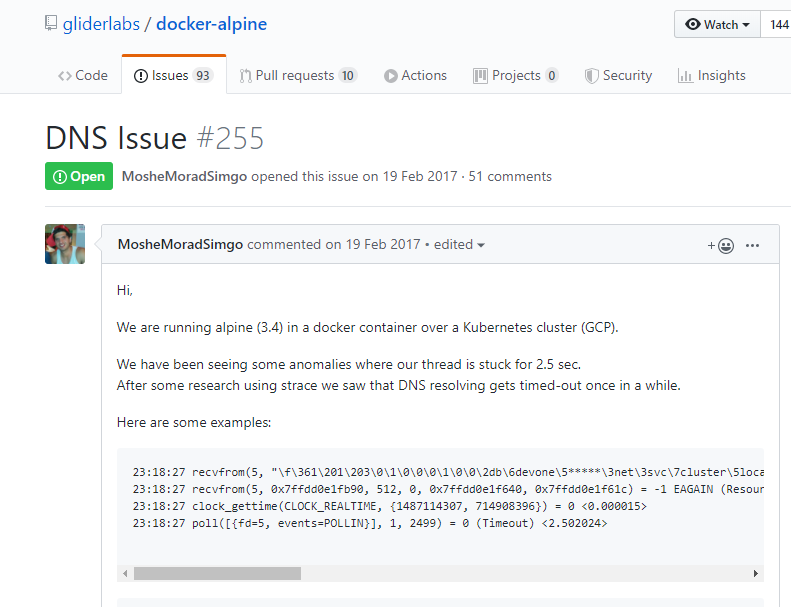 gliderlabs / docker-alpine
Watch 144
Code Issues 93 Pull requests 10 Actions Projects 0 Security Insights
DNS Issue #255
Open MosheMoradSimgo opened this issue on 19 Feb 2017 · 51 comments
MosheMoradSimgo commented on 19 Feb 2017 • edited
Hi,
We are running alpine (3.4) in a docker container over a Kubernetes cluster (GCP).
We have been seeing some anomalies where our thread is stuck for 2.5 sec.
After some research using strace we saw that DNS resolving gets timed-out once in a while.
Here are some examples:
23:18:27 recvfrom(5, "\f\361\201\203\0\1\0\0\0\1\0\0\2db\6devone\5*****\3net\3svc\7cluster\5loca
23:18:27 recvfrom(5, 0x7ffdd0e1fb90, 512, 0, 0x7ffdd0e1f640, 0x7ffdd0e1f61c) = -1 EAGAIN (Resour
23:18:27 clock_gettime(CLOCK_REALTIME, {1487114307, 714908396}) = 0 <0.000015>
23:18:27 poll([{fd=5, events=POLLIN}], 1, 2499) = 0 (Timeout) <2.502024>